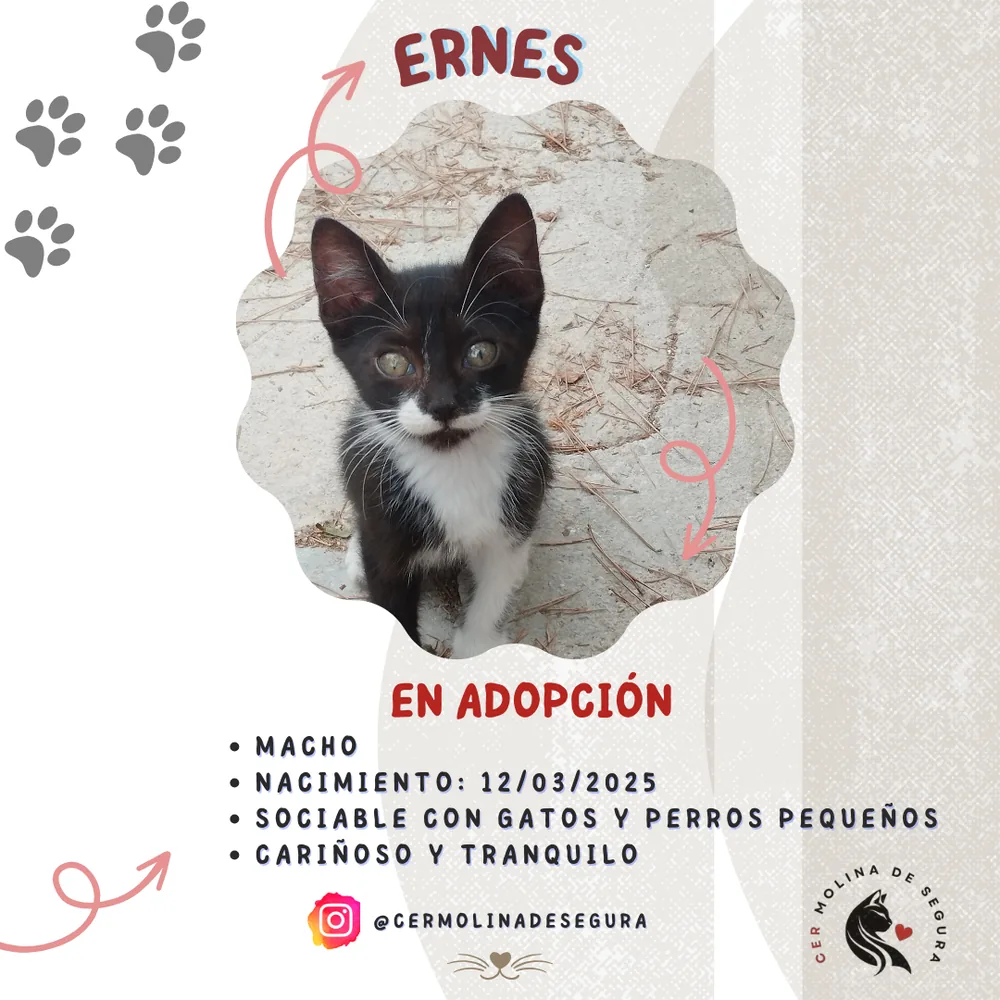 ERNES
EN ADOPCIÓN
• MACHO
• NACIMIENTO: 12/03/2025
• SOCIABLE CON GATOS Y PERROS PEQUEÑOS
• CARIÑOSO Y TRANQUILO
@CERMOLINADESEGURA
CER MOLINA DE SEGURA